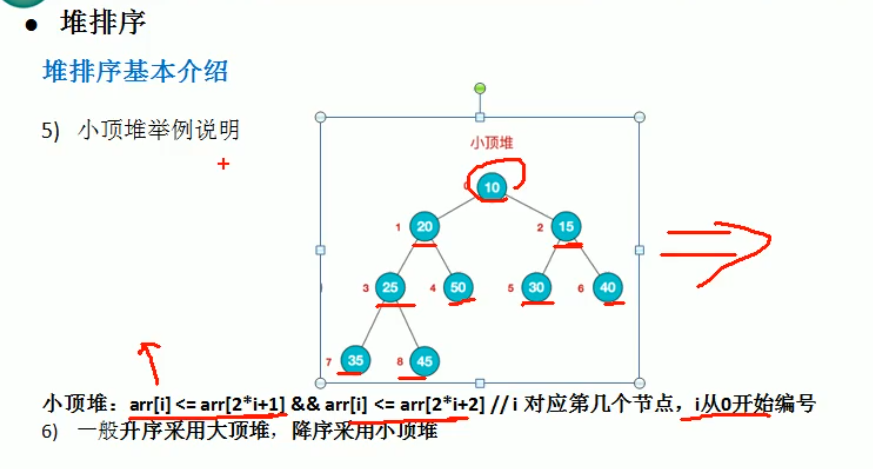 ● 堆排序
堆排序基本介绍
5) 小顶堆举例说明
小顶堆
0 10
1 20 2 15
3 25 4 50 5 30 6 40
7 35 8 45
小顶堆：arr[i] <= arr[2*i+1] && arr[i] <= arr[2*i+2] // i 对应第几个节点，i从0开始编号
6) 一般升序采用大顶堆，降序采用小顶堆